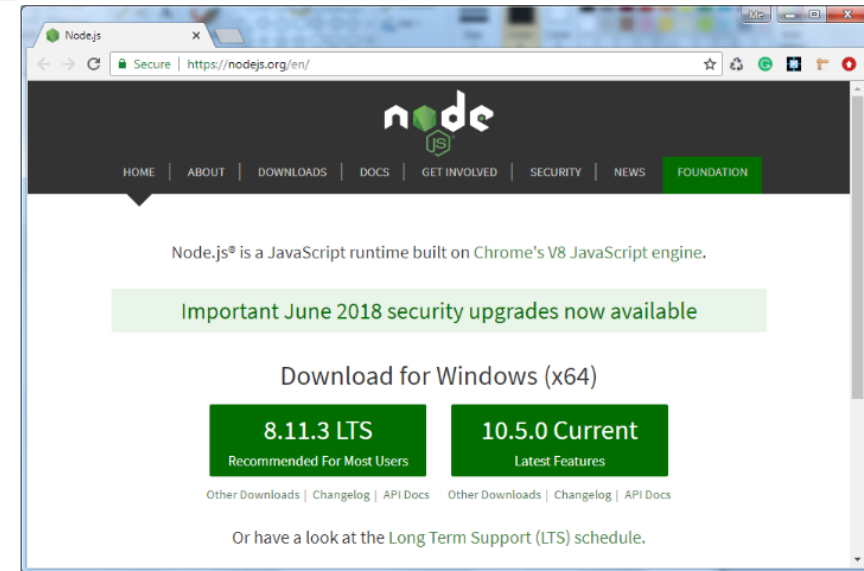 Me
Node.js
Secure | https://nodejs.org/en/
node
JS
HOME | ABOUT | DOWNLOADS | DOCS | GET INVOLVED | SECURITY | NEWS FOUNDATION
Node.js® is a JavaScript runtime built on Chrome's V8 JavaScript engine.
Important June 2018 security upgrades now available
Download for Windows (x64)
8.11.3 LTS
Recommended For Most Users
10.5.0 Current
Latest Features
Other Downloads | Changelog | API Docs
Other Downloads | Changelog | API Docs
Or have a look at the Long Term Support (LTS) schedule.